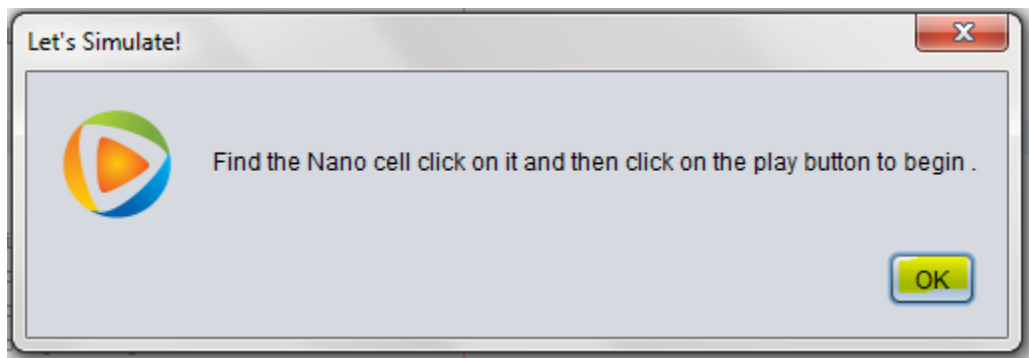 Let's Simulate!
Find the Nano cell click on it and then click on the play button to begin .
OK